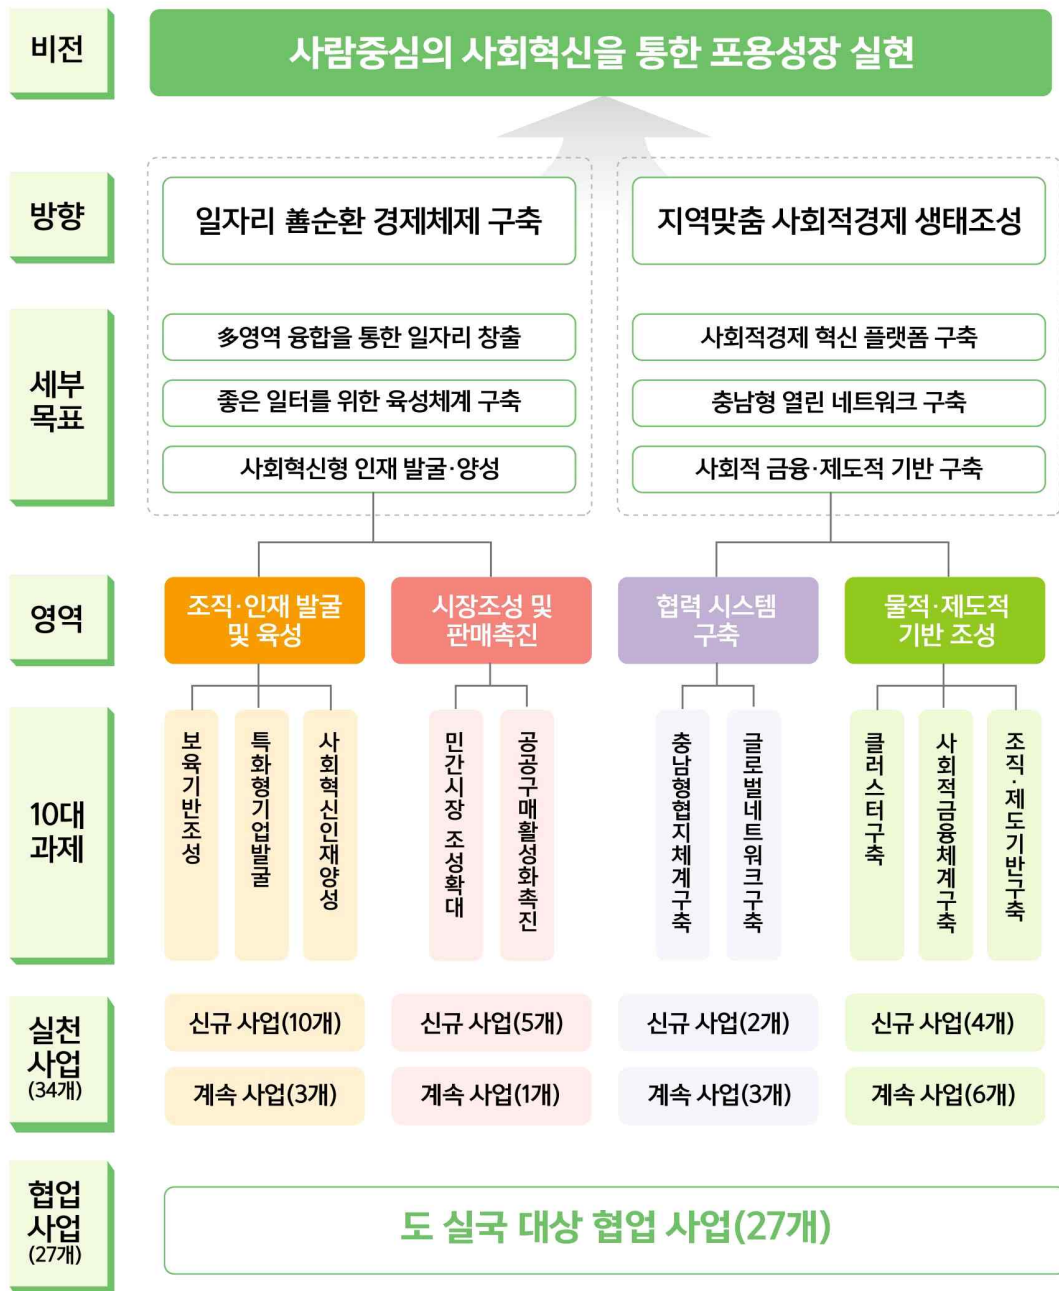 비전
사람중심의 사회혁신을 통한 포용성장 실현
방향
일자리 善순환 경제체제 구축
지역맞춤 사회적경제 생태조성
세부
목표
多영역 융합을 통한 일자리 창출
좋은 일터를 위한 육성체계 구축
사회혁신형 인재 발굴·양성
사회적경제 혁신 플랫폼 구축
충남형 열린 네트워크 구축
사회적 금융·제도적 기반 구축
영역
조직·인재 발굴
및 육성
시장조성 및
판매촉진
협력 시스템
구축
물적·제도적
기반 조성
10대
과제
보육기반조성
특화형기업발굴
사회혁신인재양성
민간시장 조성확대
공공구매활성화촉진
충남형협지체계구축
글로벌네트워크구축
클러스터구축
사회적금융체계구축
조직·제도기반구축
실천
사업
(34개)
신규 사업(10개)
신규 사업(5개)
신규 사업(2개)
신규 사업(4개)
계속 사업(3개)
계속 사업(1개)
계속 사업(3개)
계속 사업(6개)
협업
사업
(27개)
도 실국 대상 협업 사업(27개)